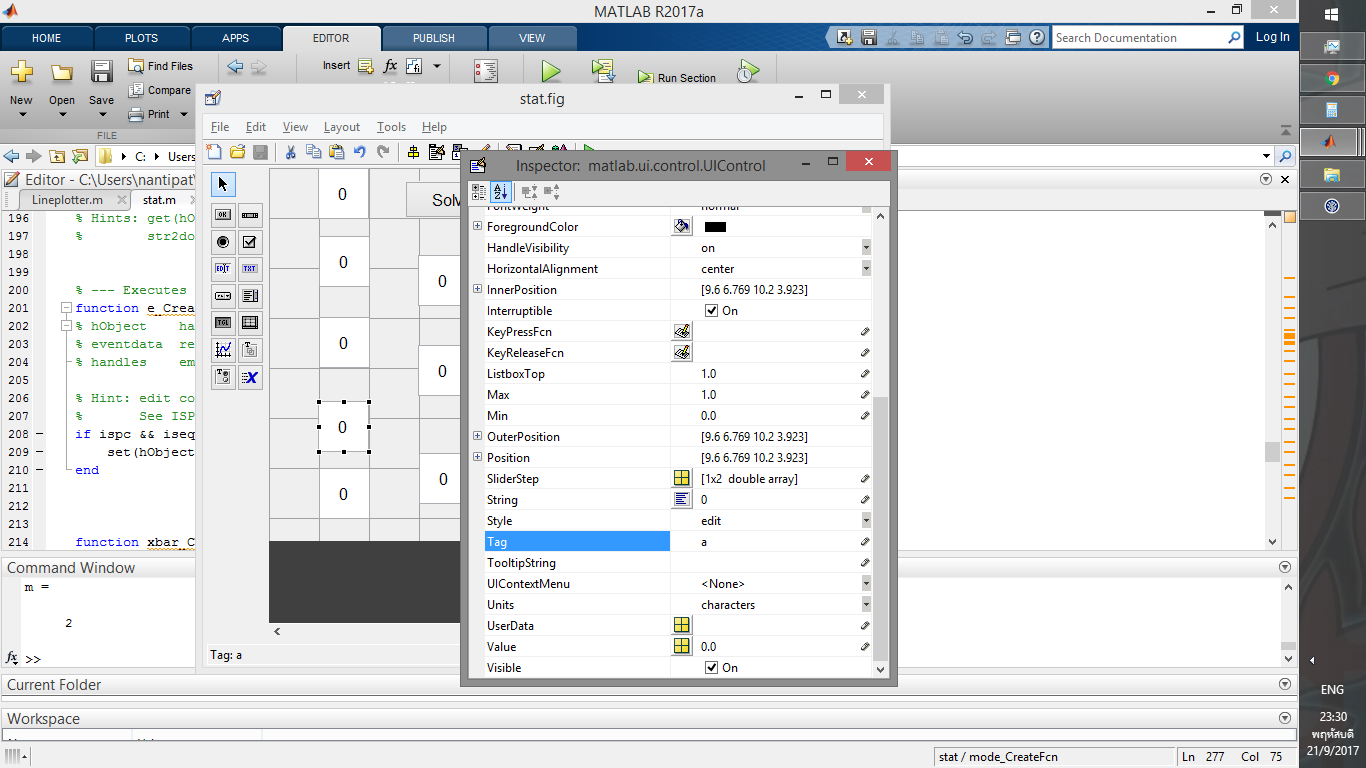 MATLAB R2017a
HOME PLOTS APPS EDITOR PUBLISH VIEW
Search Documentation
Log In
New Open Save
Find Files
Compare
Print
FILE
Insert
fx
Run Section
C: Users
Editor - C:\Users\nantipat
Lineplotter.m
stat.m
196 % Hints: get(hO
197 % str2do
198
199
200 % --- Executes
201 function e_Crea
202 % hObject ha
203 % eventdata re
204 % handles em
205
206 % Hint: edit co
207 % See ISP
208 if ispc && iseq
209 set(hObject
210 end
211
212
213
214 function xbar_C
Command Window
m =
2
fx >>
Current Folder
Workspace
stat / mode_CreateFcn
Ln 277 Col 75
stat.fig
File Edit View Layout Tools Help
OK
EDIT
TXT
TGL
0
0
0
0
0
0
0
0
Tag: a
Inspector: matlab.ui.control.UIControl
FontWeight normal
ForegroundColor
HandleVisibility on
HorizontalAlignment center
InnerPosition [9.6 6.769 10.2 3.923]
Interruptible On
KeyPressFcn
KeyReleaseFcn
ListboxTop 1.0
Max 1.0
Min 0.0
OuterPosition [9.6 6.769 10.2 3.923]
Position [9.6 6.769 10.2 3.923]
SliderStep [1x2 double array]
String 0
Style edit
Tag a
TooltipString
UIContextMenu <None>
Units characters
UserData
Value 0.0
Visible On
ENG
23:30
พฤหัสบดี
21/9/2017